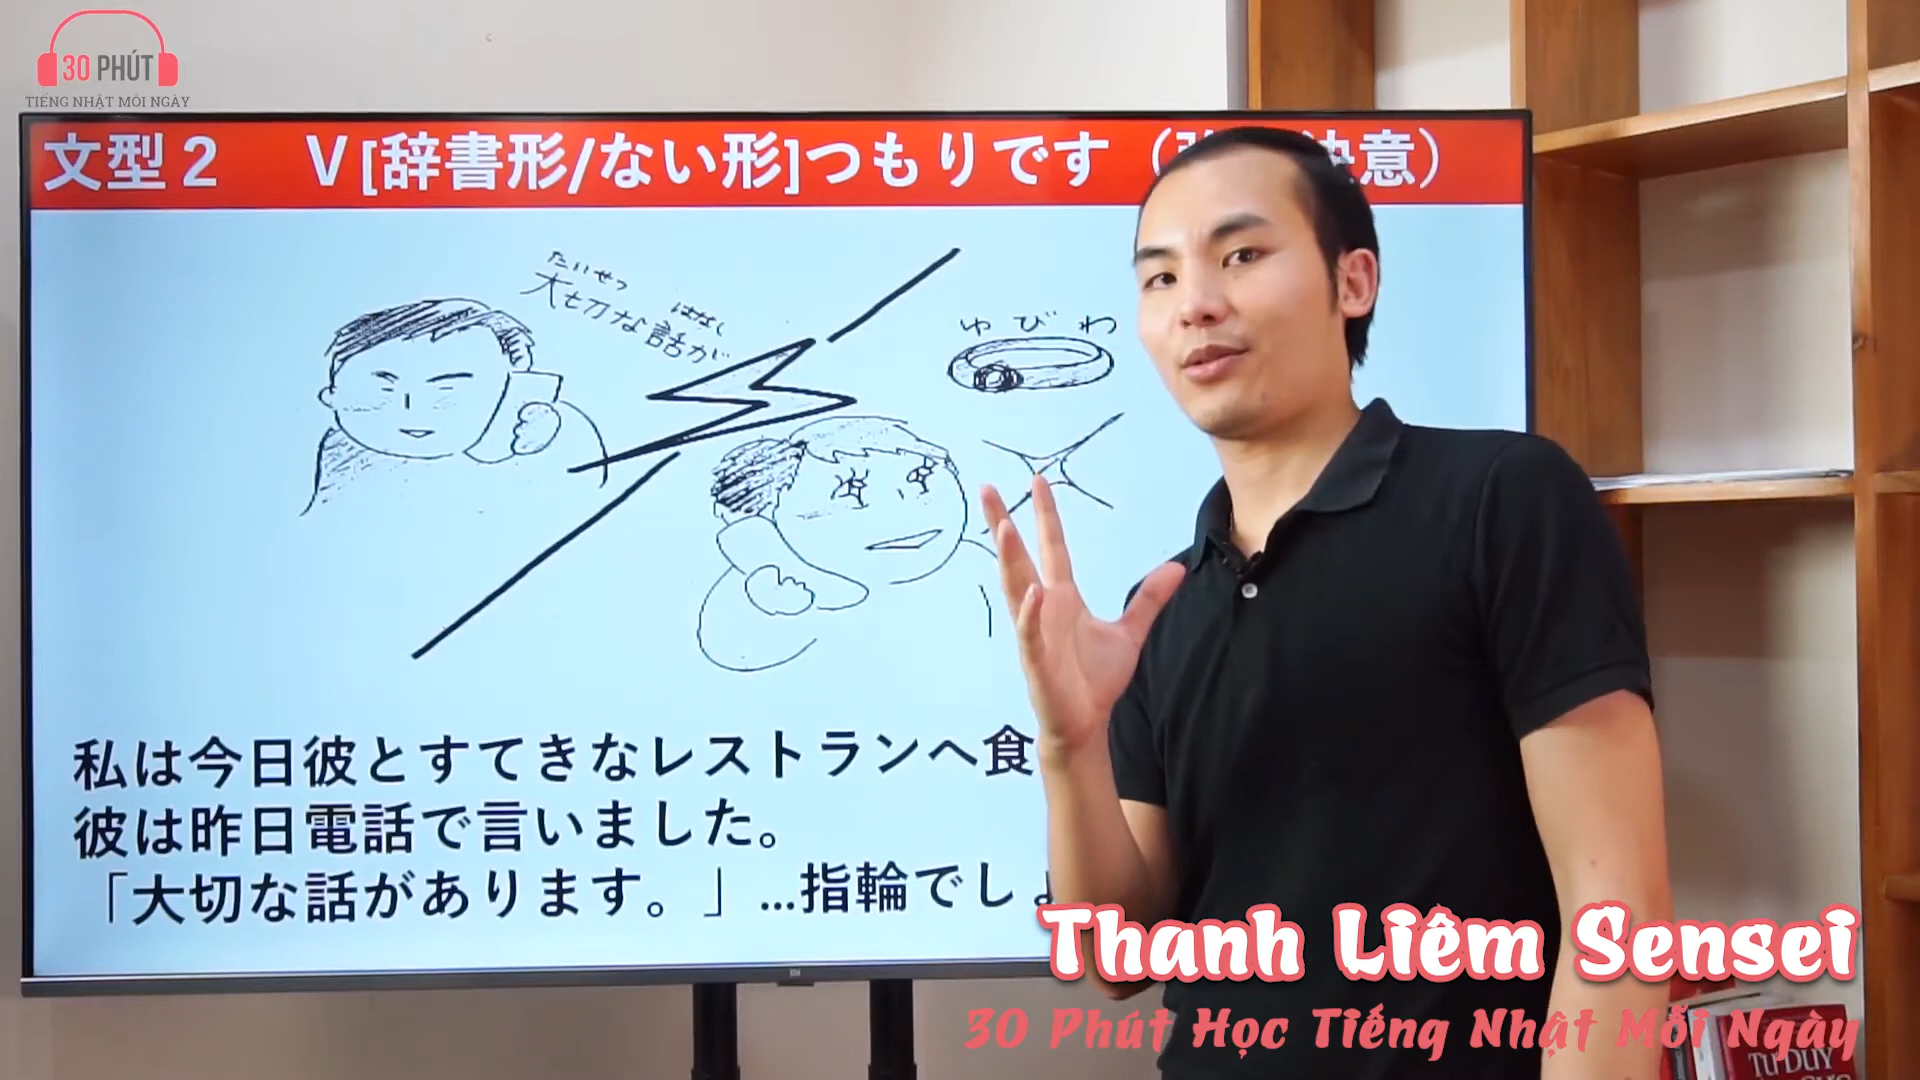 30 PHÚT
TIẾNG NHẬT MỖI NGÀY
文型２ V[辞書形/ない形]つもりです（ 意）
たいせつ
大切な話が
はなし
ゆびわ
私は今日彼とすてきなレストランへ食
彼は昨日電話で言いました。
「大切な話があります。」...指輪でしょ
Thanh Liêm Sensei
30 Phút Học Tiếng Nhật Mỗi Ngày
TƯ DUY